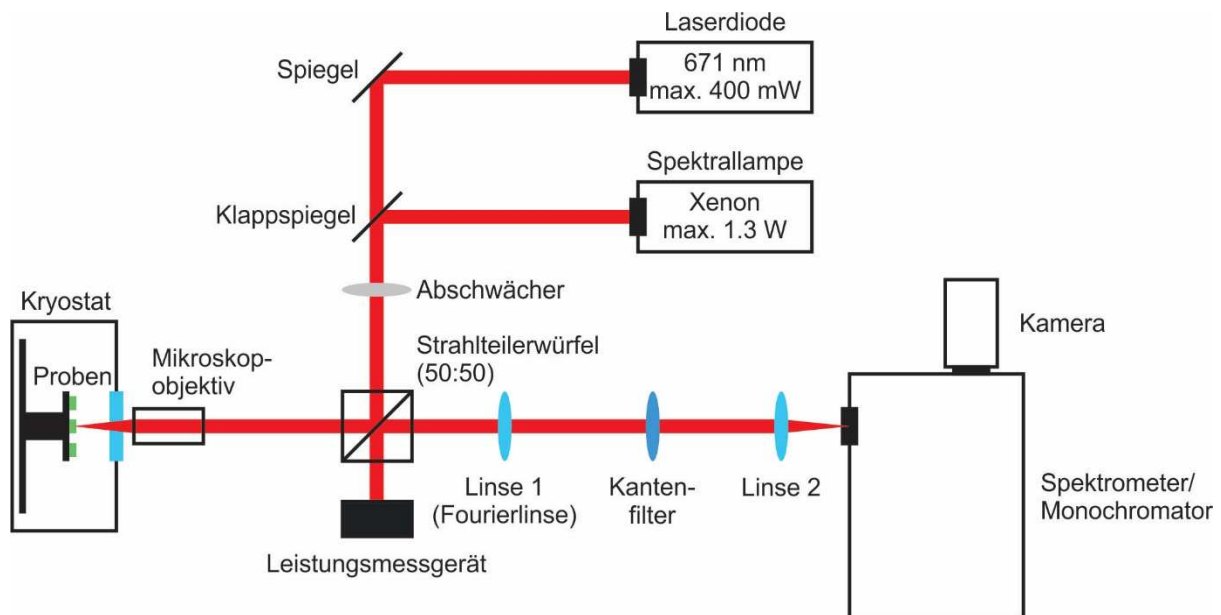 Laserdiode
671 nm
max. 400 mW
Spiegel
Spektrallampe
Xenon
max. 1.3 W
Klappspiegel
Abschwächer
Kryostat
Proben
Mikroskop-
objektiv
Strahlteilerwürfel
(50:50)
Kamera
Linse 1
(Fourierlinse)
Kanten-
filter
Linse 2
Spektrometer/
Monochromator
Leistungsmessgerät